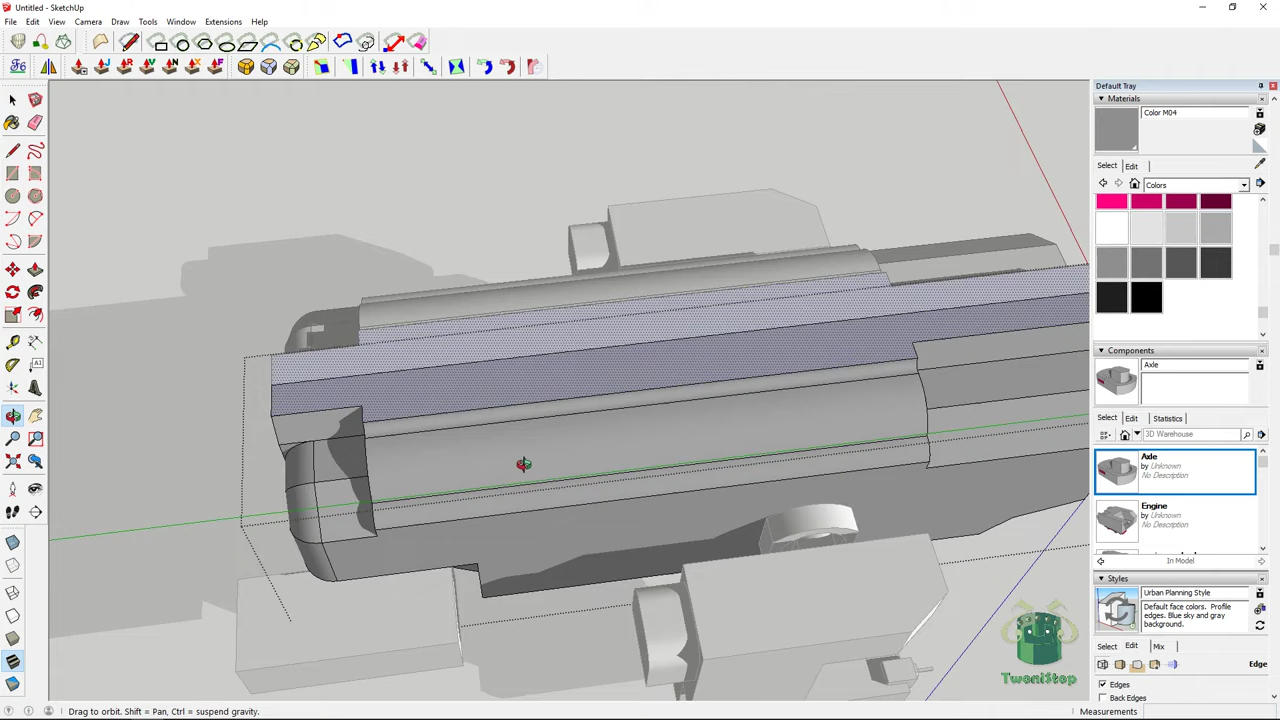 Untitled - SketchUp
File Edit View Camera Draw Tools Window Extensions Help
Default Tray
Materials
Color M04
Select Edit
Colors
Components
Axle
Select Edit Statistics
3D Warehouse
Axle
by Unknown
No Description
Engine
by Unknown
No Description
In Model
Styles
Urban Planning Style
Default face colors. Profile
edges. Blue sky and gray
background.
Select Edit Mix
Edge
Edges
Back Edges
TwoniStop
Drag to orbit. Shift = Pan, Ctrl = suspend gravity.
Measurements